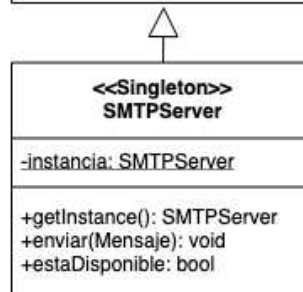 <<Singleton>>
SMTPServer
-instancia: SMTPServer
+getInstance(): SMTPServer
+enviar(Mensaje): void
+estaDisponible: bool